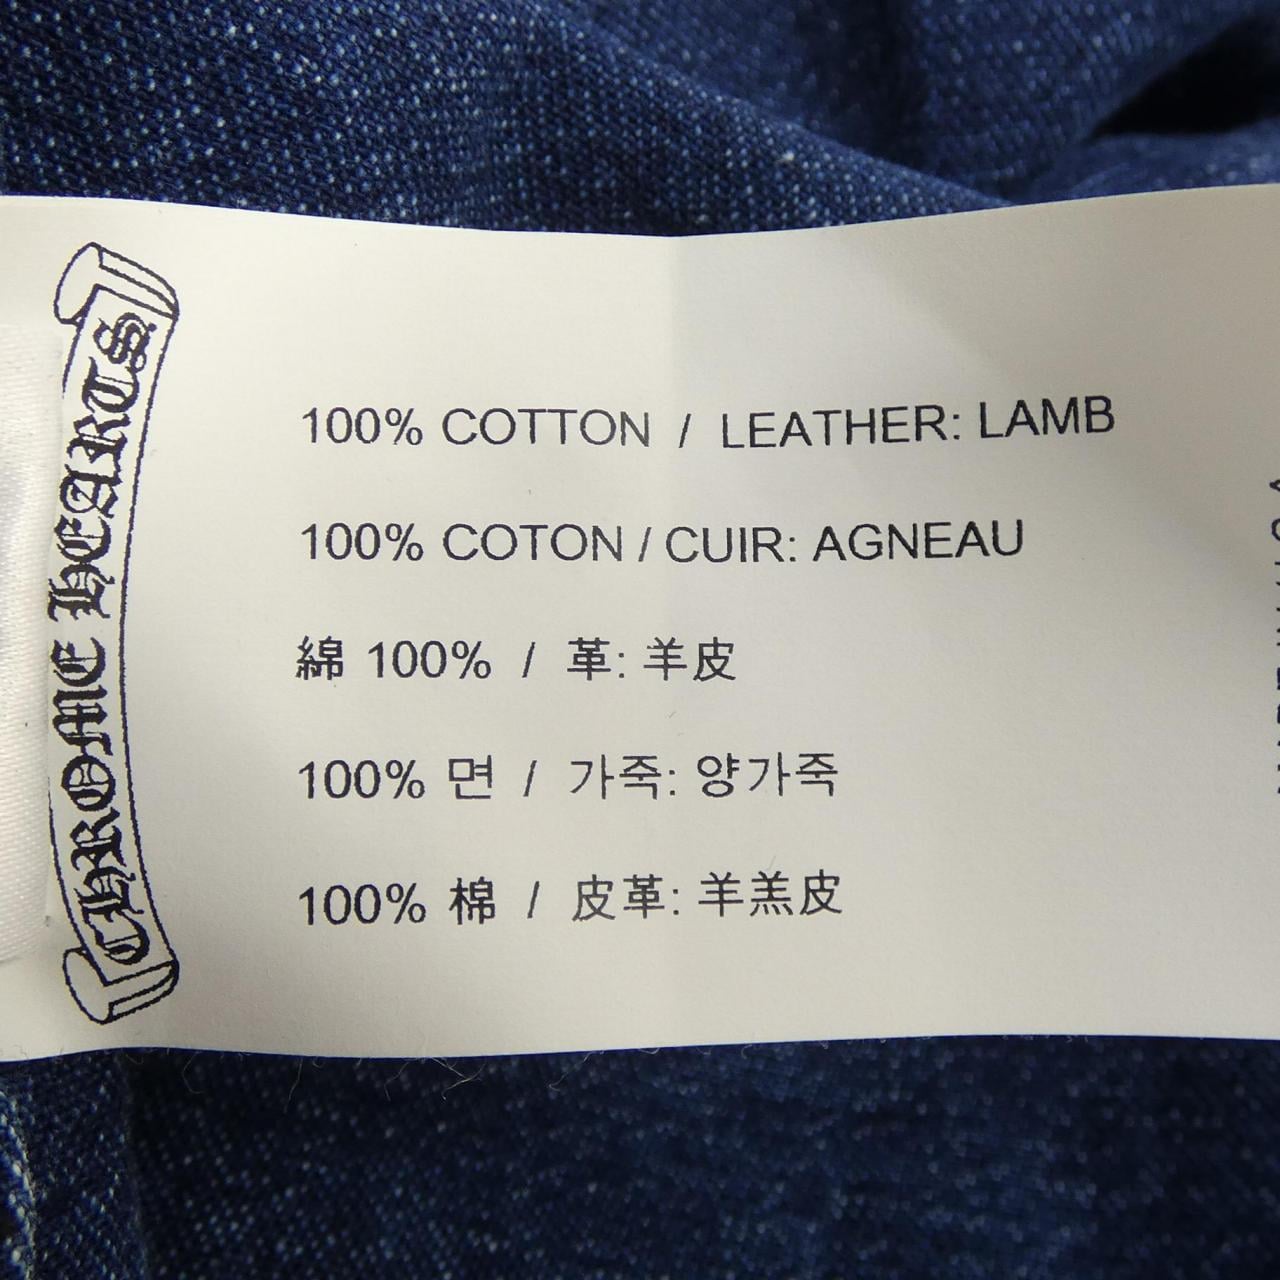 CHROME HEARTS
100% COTTON / LEATHER: LAMB
100% COTON / CUIR: AGNEAU
綿 100% / 革: 羊皮
100% 면 / 가죽: 양가죽
100% 棉 / 皮革: 羊羔皮